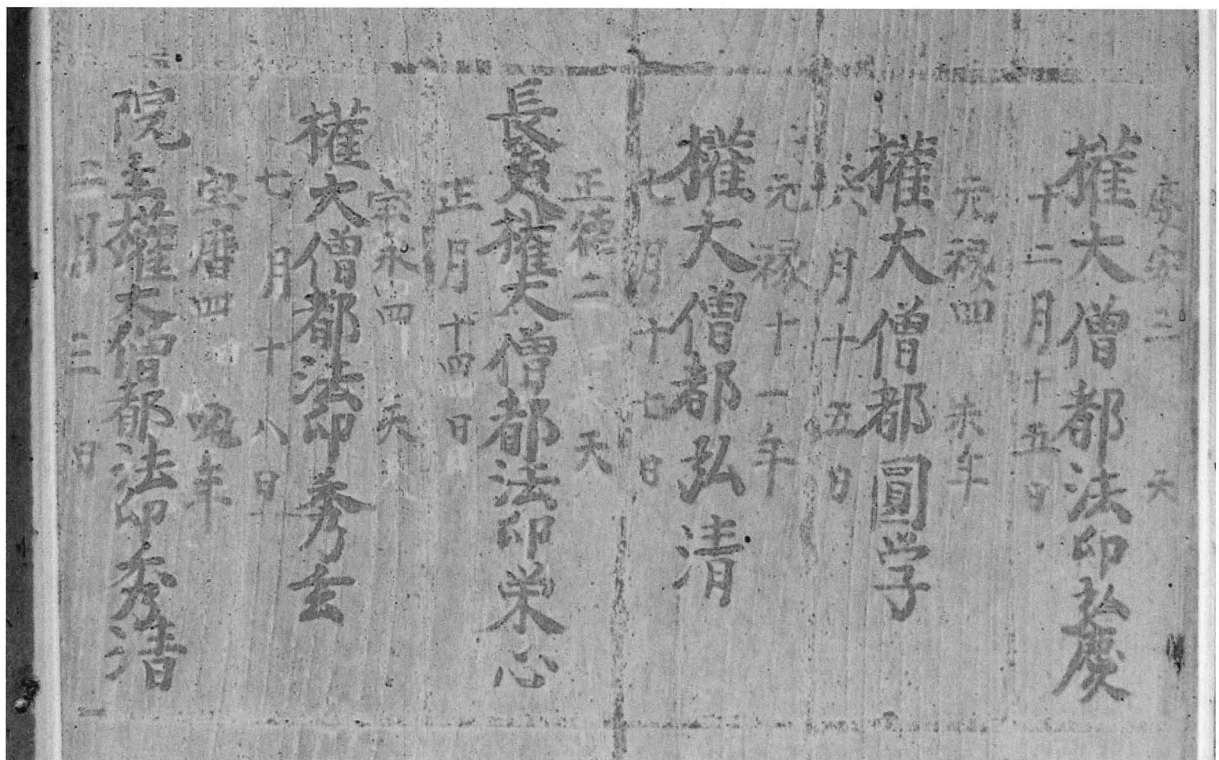 慶安二天
權大僧都法印弘慶
十二月十五日
元禄四未年
權大僧都圓学
六月十五日
元禄十一年
權大僧都弘清
七月十七日
正徳二天
長權大僧都法印栄心
正月十四日
宝永四天
權大僧都法印秀玄
七月十八日
宝暦四戌年
院主權大僧都法印秀清
三月三日